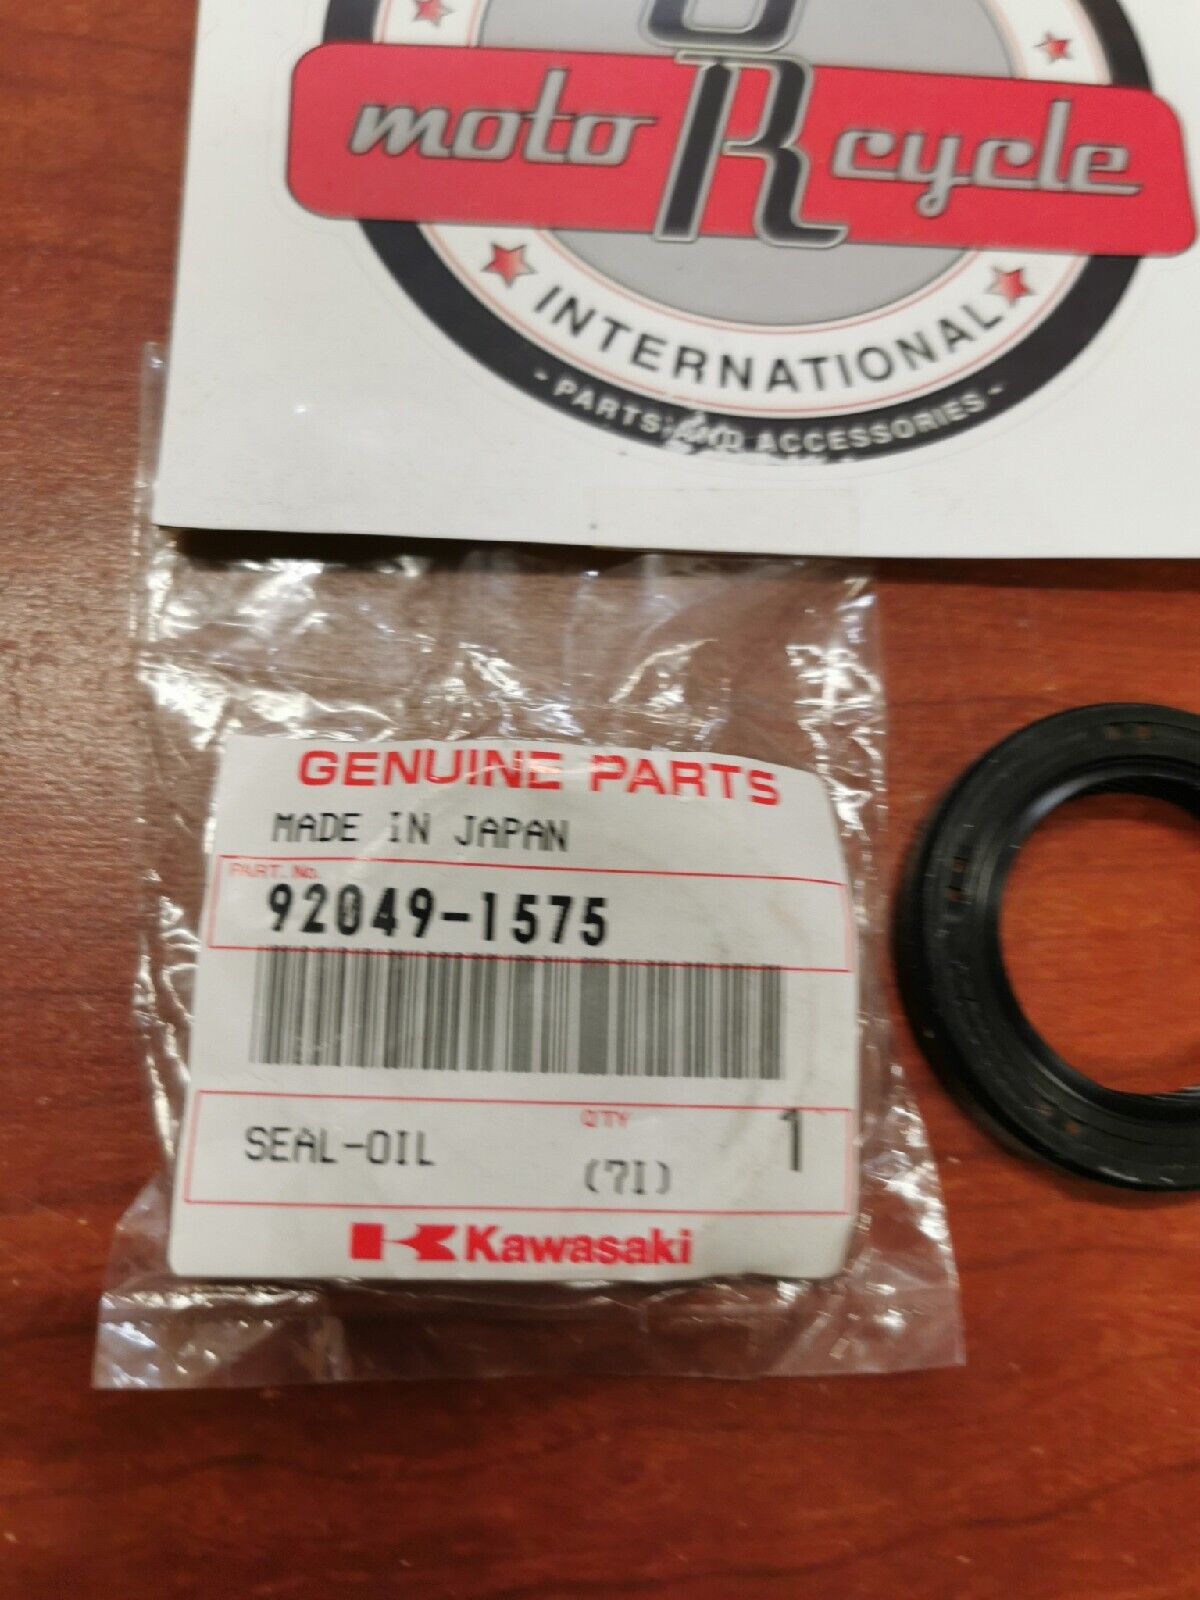 moto R cycle
INTERNATIONAL
- PARTS AND ACCESSORIES -
GENUINE PARTS
MADE IN JAPAN
PART. No.
92049-1575
QTY
SEAL-OIL (7I) 1
Kawasaki